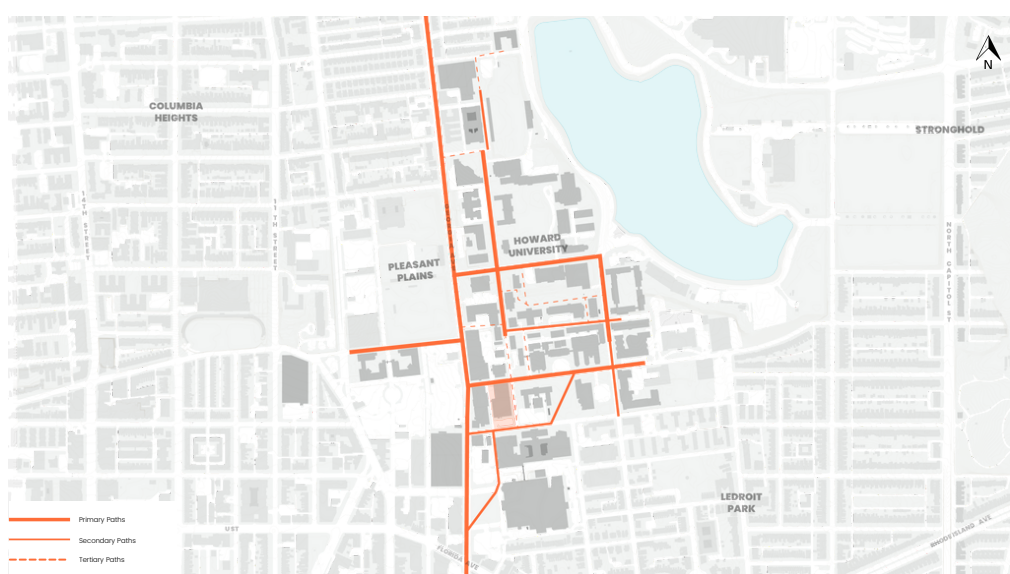 N
COLUMBIA
HEIGHTS
STRONGHOLD
14TH STREET
11TH STREET
HOWARD
UNIVERSITY
NORTH CAPITOL ST
PLEASANT
PLAINS
LEDROIT
PARK
Primary Paths
U ST
Secondary Paths
RHODE ISLAND AVE
FLORIDA AVE
Tertiary Paths